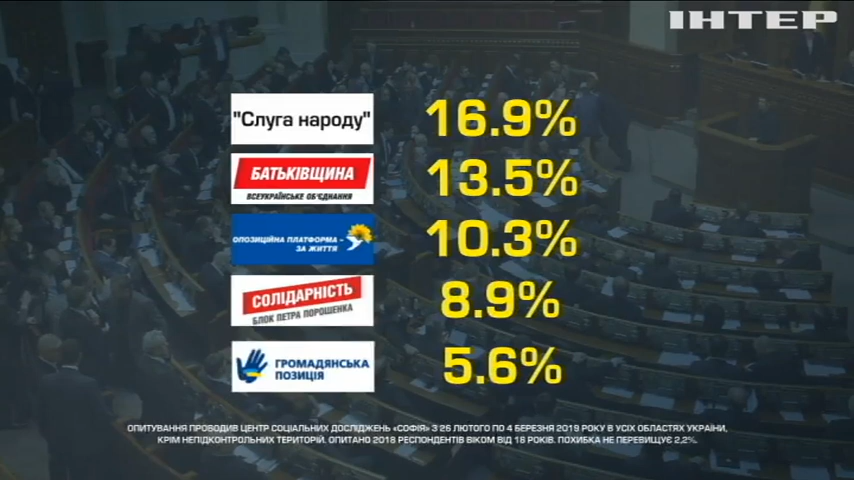 ІНТЕР
"Слуга народу" 16.9%
БАТЬКІВЩИНА 13.5%
ВСЕУКРАЇНСЬКЕ ОБ'ЄДНАННЯ
ОПОЗИЦІЙНА ПЛАТФОРМА - 10.3%
ЗА ЖИТТЯ
СОЛІДАРНІСТЬ 8.9%
БЛОК ПЕТРА ПОРОШЕНКА
ГРОМАДЯНСЬКА 5.6%
ПОЗИЦІЯ
ОПИТУВАННЯ ПРОВОДИВ ЦЕНТР СОЦІАЛЬНИХ ДОСЛІДЖЕНЬ «СОФІЯ» З 26 ЛЮТОГО ПО 4 БЕРЕЗНЯ 2019 РОКУ В УСІХ ОБЛАСТЯХ УКРАЇНИ,
КРІМ НЕПІДКОНТРОЛЬНИХ ТЕРИТОРІЙ. ОПИТАНО 2018 РЕСПОНДЕНТІВ ВІКОМ ВІД 18 РОКІВ. ПОХИБКА НЕ ПЕРЕВИЩУЄ 2,2%.